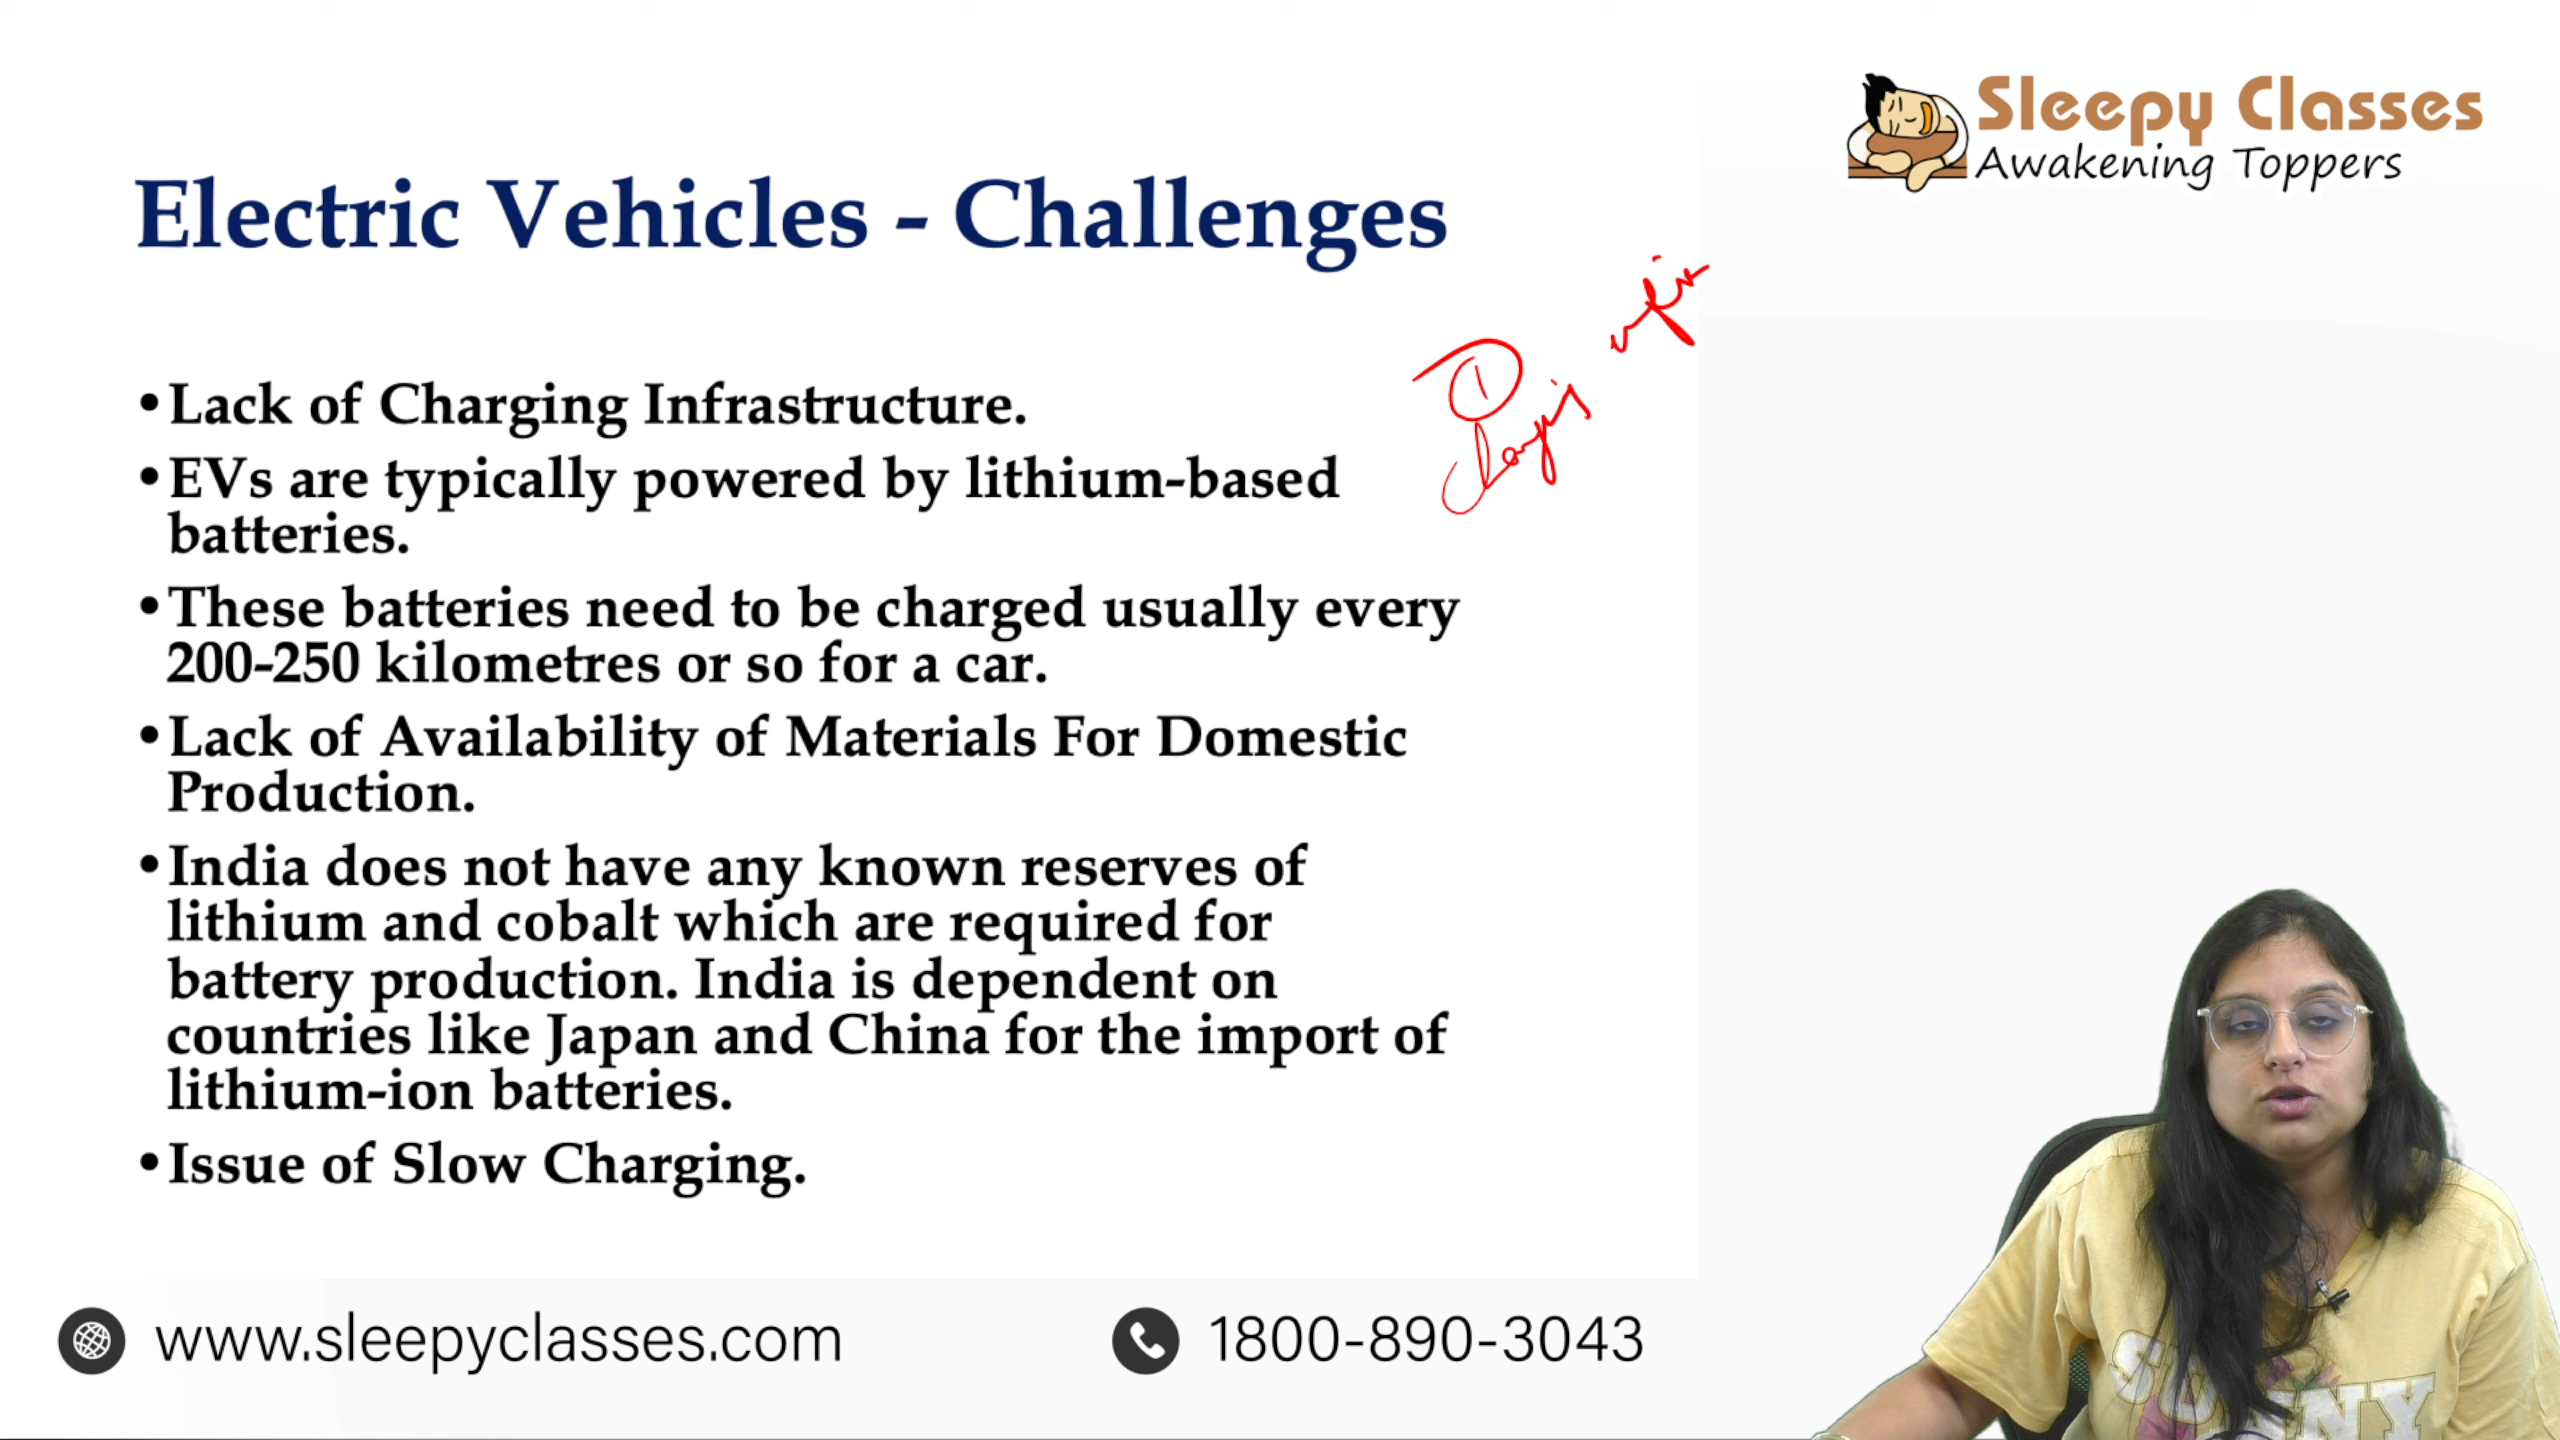 Sleepy Classes
Awakening Toppers
Electric Vehicles - Challenges
•Lack of Charging Infrastructure.
•EVs are typically powered by lithium-based
batteries.
•These batteries need to be charged usually every
200-250 kilometres or so for a car.
•Lack of Availability of Materials For Domestic
Production.
•India does not have any known reserves of
lithium and cobalt which are required for
battery production. India is dependent on
countries like Japan and China for the import of
lithium-ion batteries.
•Issue of Slow Charging.
1
Charging infra
www.sleepyclasses.com
1800-890-3043